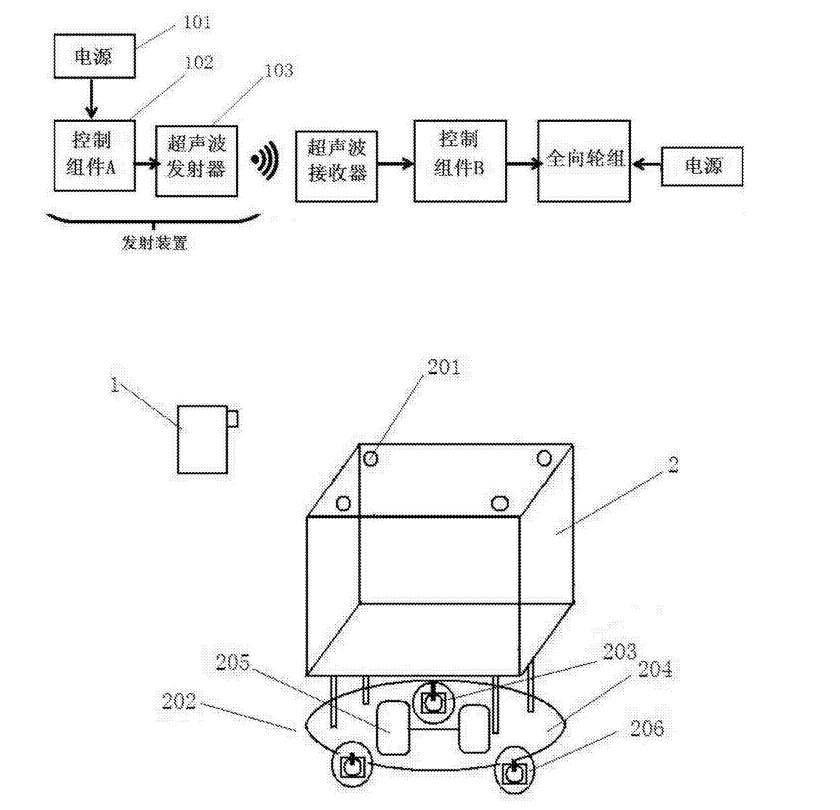 101
电源
102
103
控制
组件A
超声波
发射器
超声波
接收器
控制
组件B
全向轮组
电源
发射装置
201
1
2
203
205
204
202
206